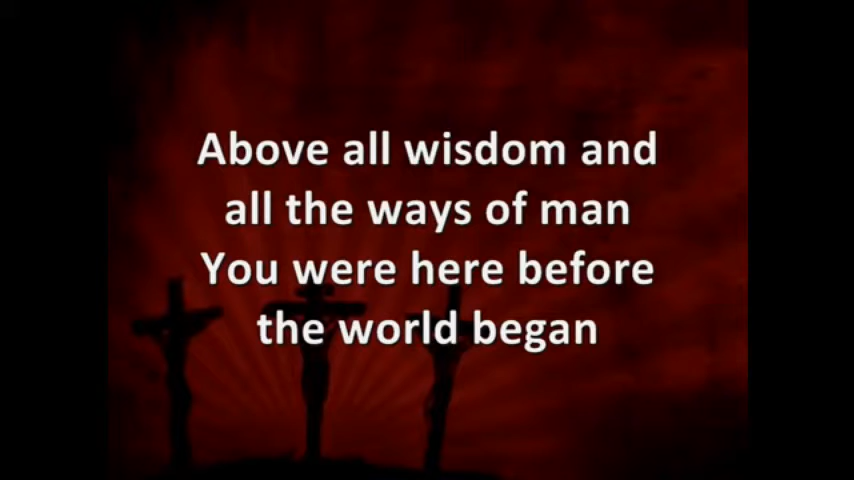 Above all wisdom and
all the ways of man
You were here before
the world began